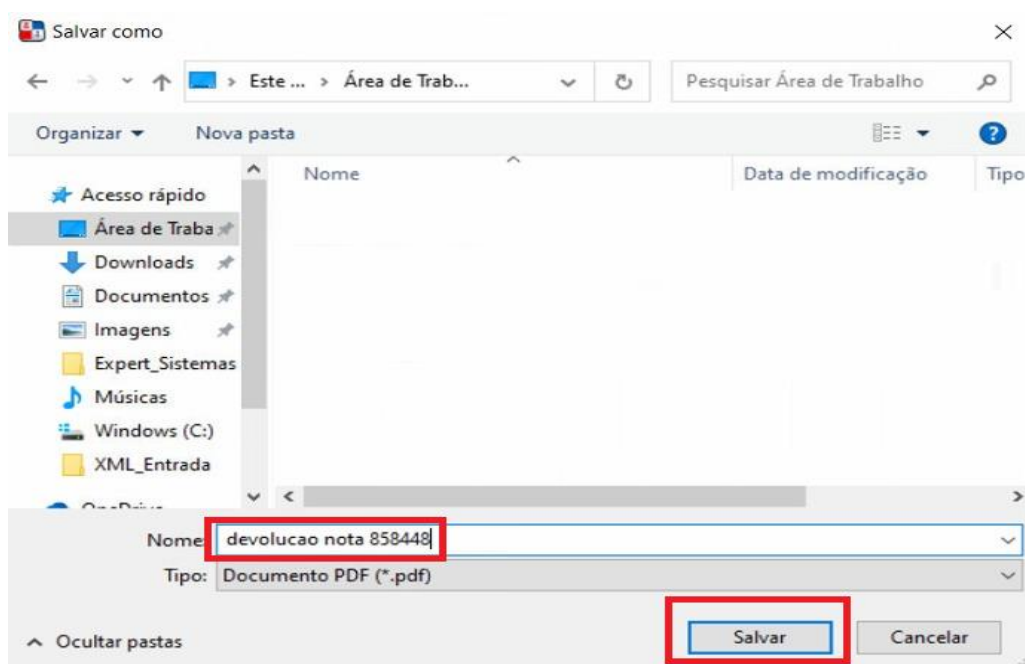 Salvar como
Este ... › Área de Trab...
Pesquisar Área de Trabalho
Organizar
Nova pasta
Nome
Data de modificação
Tipo
Acesso rápido
Área de Traba
Downloads
Documentos
Imagens
Expert_Sistemas
Músicas
Windows (C:)
XML_Entrada
Nome:
devolucao nota 858448
Tipo: Documento PDF (*.pdf)
Ocultar pastas
Salvar
Cancelar